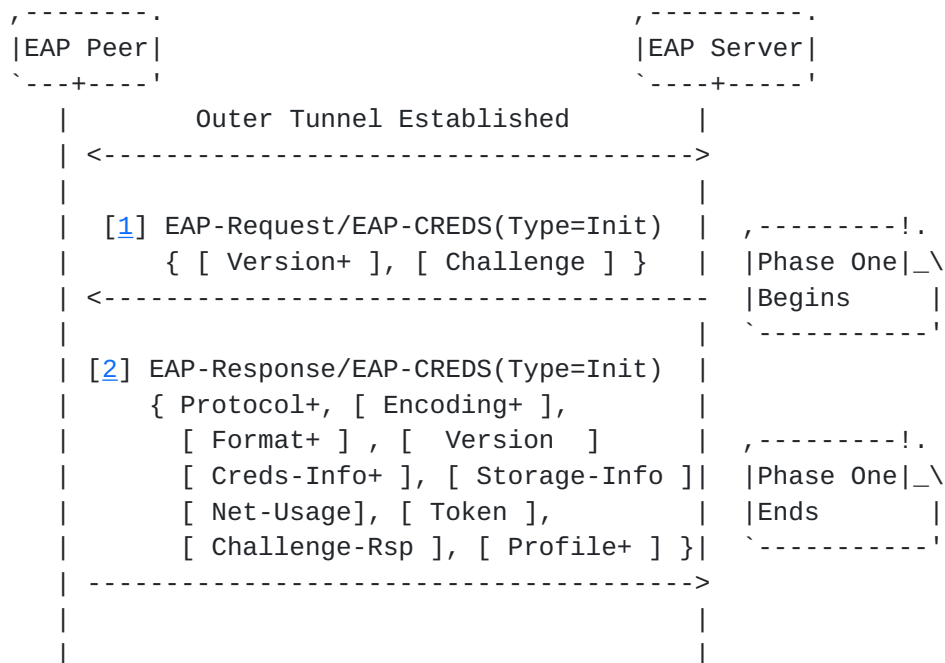 ,--------.                              ,----------.
|EAP Peer|                              |EAP Server|
`---+----'                              `----+-----'
    |        Outer Tunnel Established        |
    | <-------------------------------------->
    |                                        |
    |  [1] EAP-Request/EAP-CREDS(Type=Init)  |  ,---------!.
    |      { [ Version+ ], [ Challenge ] }   |  |Phase One|_\
    | <---------------------------------------  |Begins     |
    |                                        |  `-----------'
    | [2] EAP-Response/EAP-CREDS(Type=Init)  |
    |     { Protocol+, [ Encoding+ ],        |
    |       [ Format+ ] , [  Version  ]      |  ,---------!.
    |       [ Creds-Info+ ], [ Storage-Info ]|  |Phase One|_\
    |       [ Net-Usage], [ Token ],         |  |Ends       |
    |       [ Challenge-Rsp ], [ Profile+ ] }|  `-----------'
    | --------------------------------------->
    |                                        |
    |                                        |